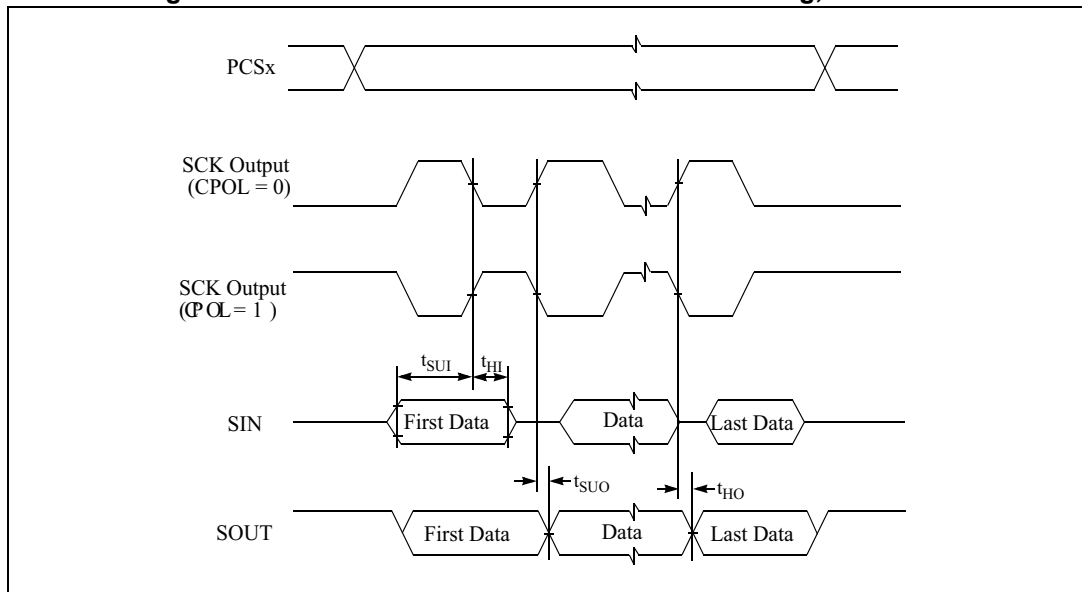 PCSx
SCK Output
(CPOL = 0)
SCK Output
(CPOL = 1 )
tSUI
tHI
SIN
First Data
Data
Last Data
tSUO
tHO
SOUT
First Data
Data
Last Data